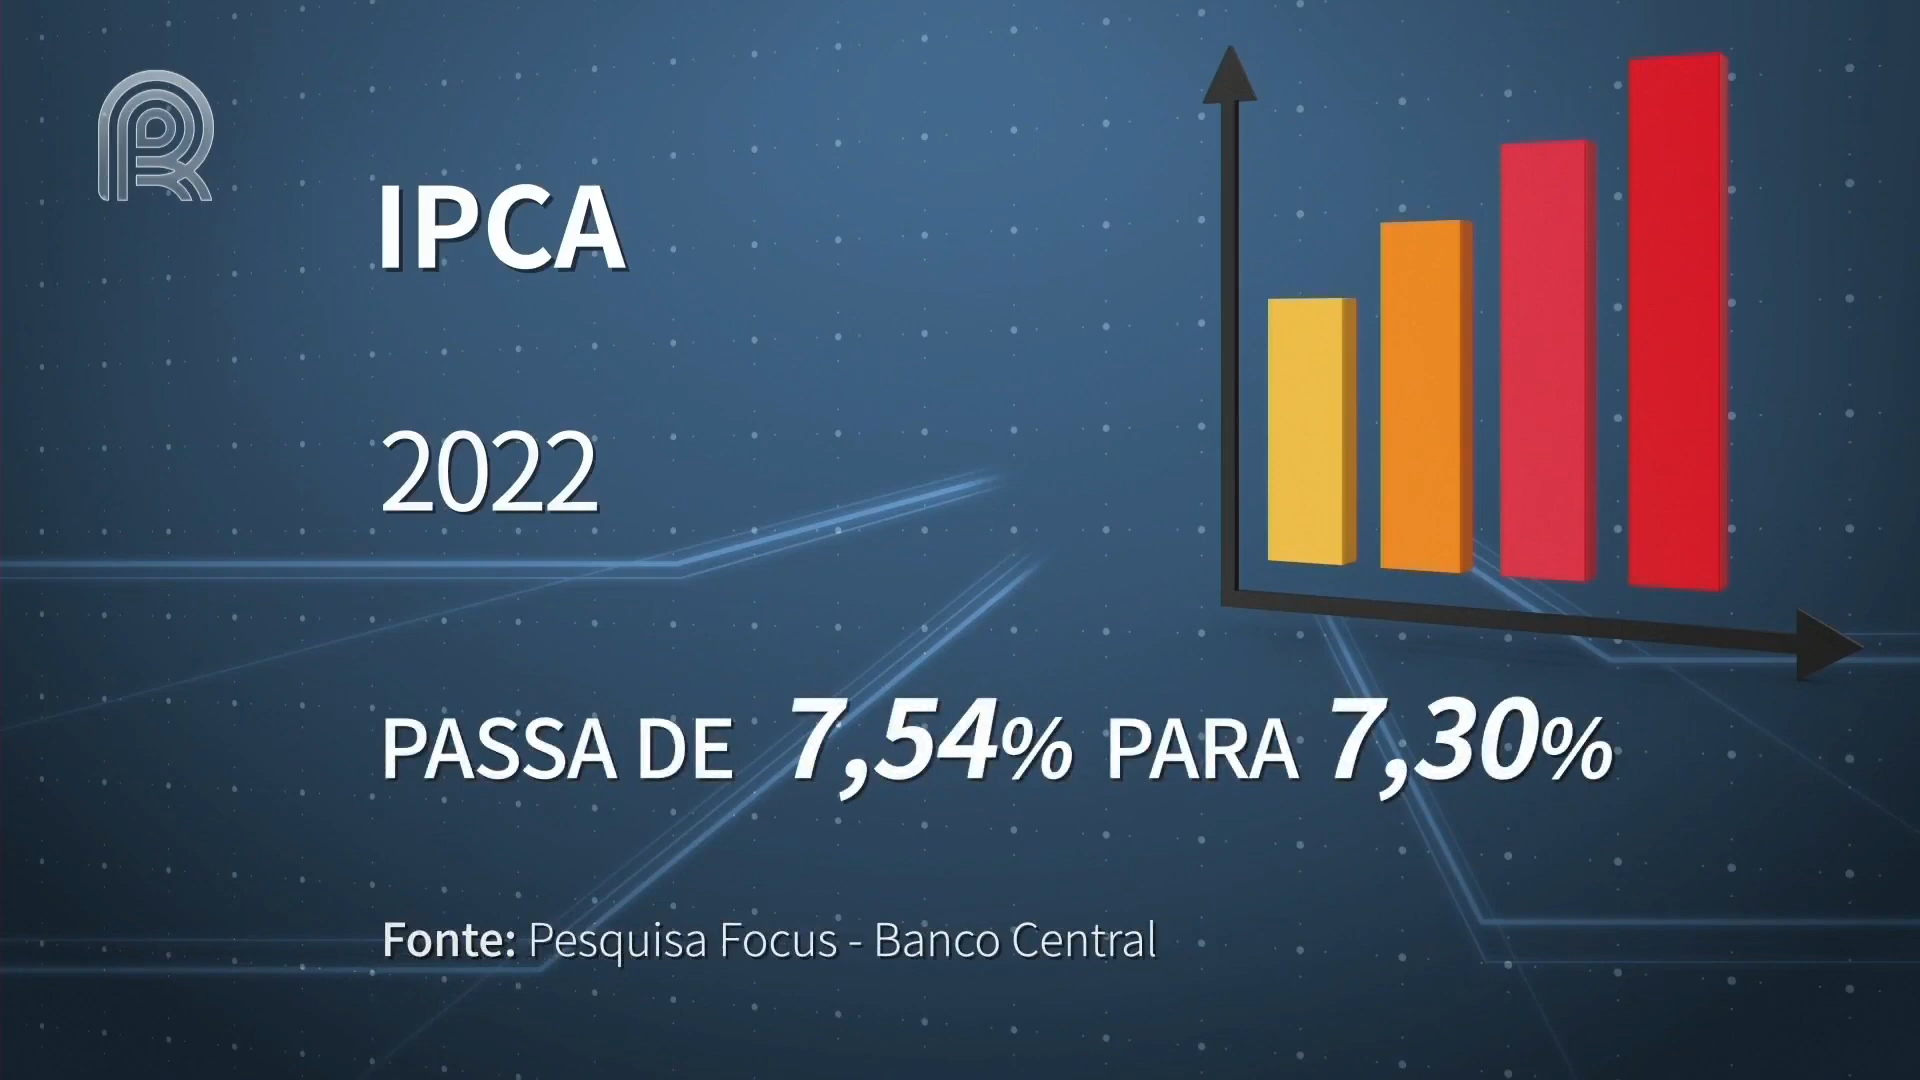 IPCA
2022
PASSA DE 7,54% PARA 7,30%
Fonte: Pesquisa Focus - Banco Central